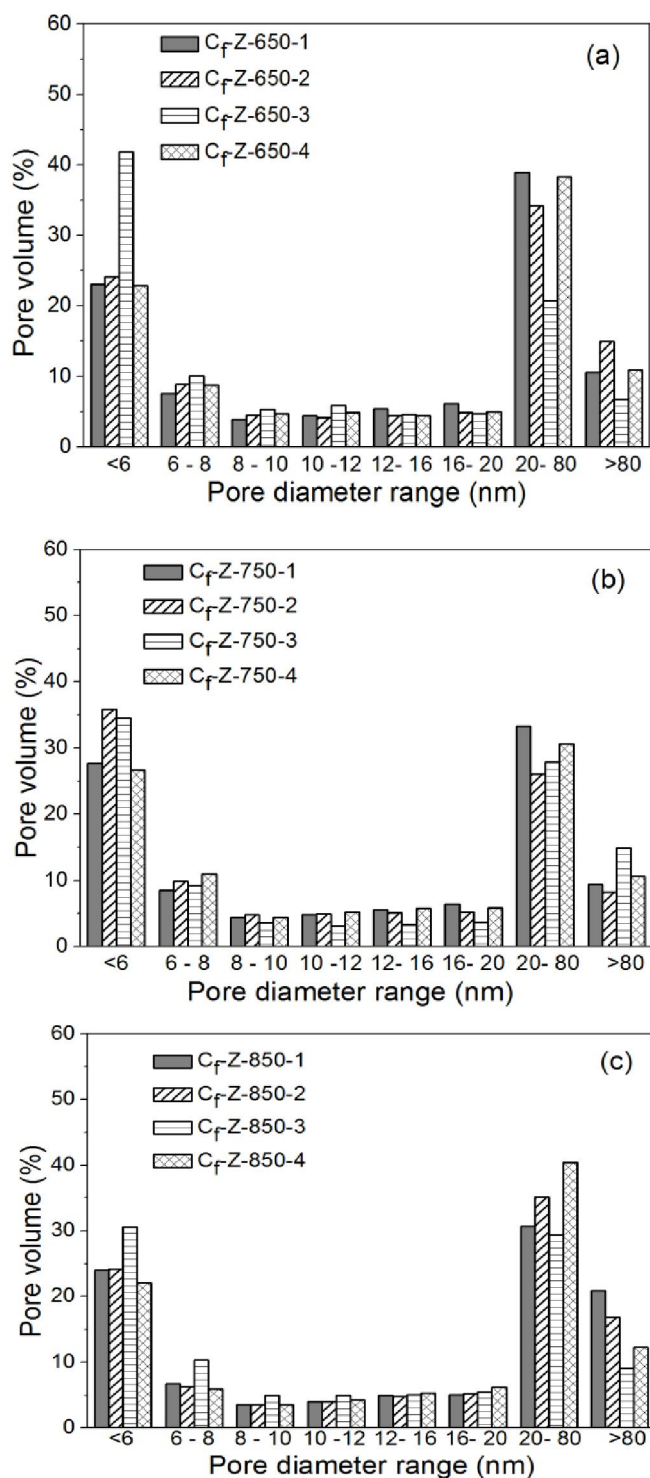 60
50
40
30
20
10
0
Pore volume (%)
Cf-Z-650-1
Cf-Z-650-2
Cf-Z-650-3
Cf-Z-650-4
(a)
<6 6 - 8 8 - 10 10 -12 12- 16 16- 20 20- 80 >80
Pore diameter range (nm)
60
50
40
30
20
10
0
Pore volume (%)
Cf-Z-750-1
Cf-Z-750-2
Cf-Z-750-3
Cf-Z-750-4
(b)
<6 6 - 8 8 - 10 10 -12 12- 16 16- 20 20- 80 >80
Pore diameter range (nm)
60
50
40
30
20
10
0
Pore volume (%)
Cf-Z-850-1
Cf-Z-850-2
Cf-Z-850-3
Cf-Z-850-4
(c)
<6 6 - 8 8 - 10 10 -12 12- 16 16- 20 20- 80 >80
Pore diameter range (nm)